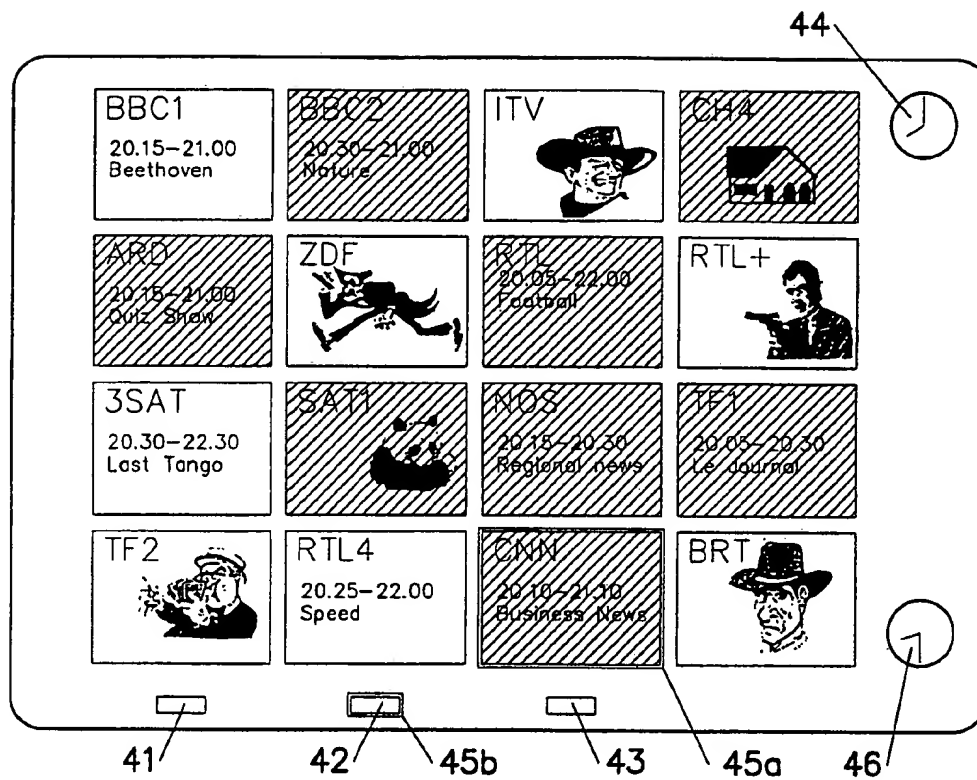 44
BBC1
20.15-21.00
Beethoven
BBC2
20.30-21.00
Nature
ITV
CH4
ARD
20.15-21.00
Quiz Show
ZDF
RTL
20.05-22.00
Football
RTL+
3SAT
20.30-22.30
Last Tango
SAT1
NOS
20.15-20.30
Regional news
TF1
20.05-20.30
Le Journal
TF2
RTL4
20.25-22.00
Speed
CNN
20.10-21.10
Business News
BRT
41
42
45b
43
45a
46